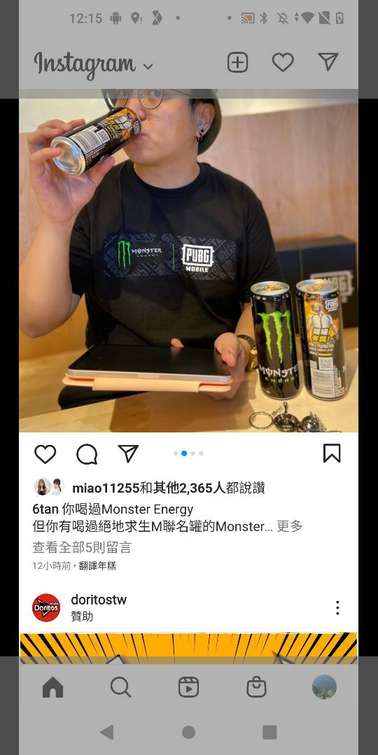 12:15
Instagram
MONSTER ENERGY
PUBG MOBILE
PUBG
MONSTER ENERGY
miao11255和其他2,365人都說讚
6tan 你喝過Monster Energy
但你有喝過絕地求生M聯名罐的Monster... 更多
查看全部5則留言
12小時前・翻譯年糕
Doritos
doritostw
贊助